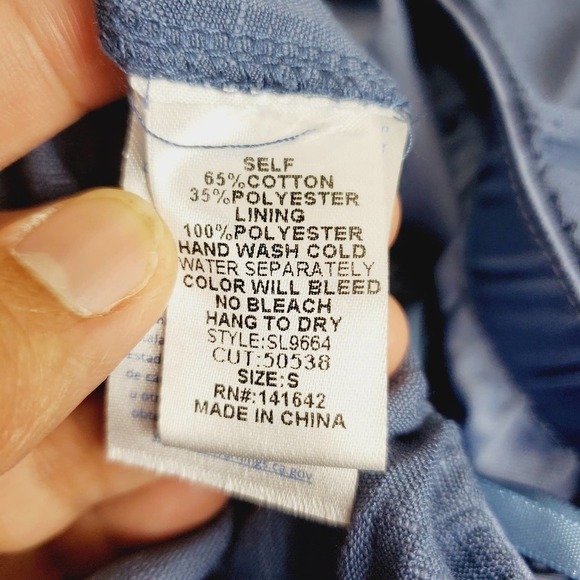 SELF
65%COTTON
35%POLYESTER
LINING
100%POLYESTER
HAND WASH COLD
WATER SEPARATELY
COLOR WILL BLEED
NO BLEACH
HANG TO DRY
STYLE:SL9664
CUT:50538
SIZE:S
RN#:141642
MADE IN CHINA